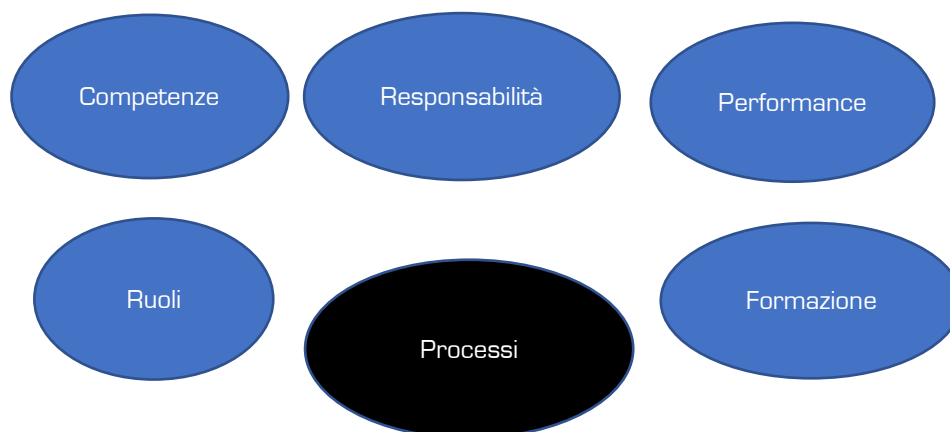 Competenze
Responsabilità
Performance
Ruoli
Processi
Formazione